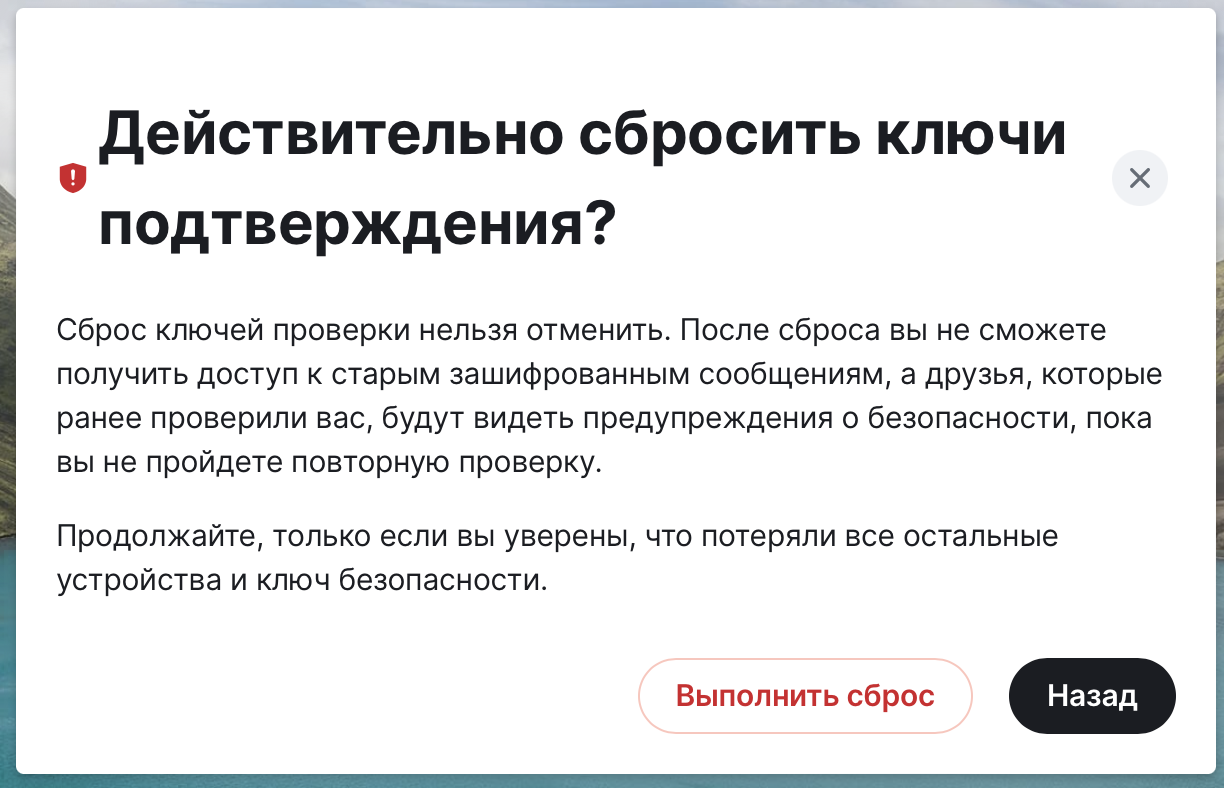 Действительно сбросить ключи
подтверждения?
Сброс ключей проверки нельзя отменить. После сброса вы не сможете
получить доступ к старым зашифрованным сообщениям, а друзья, которые
ранее проверили вас, будут видеть предупреждения о безопасности, пока
вы не пройдете повторную проверку.
Продолжайте, только если вы уверены, что потеряли все остальные
устройства и ключ безопасности.
Выполнить сброс
Назад